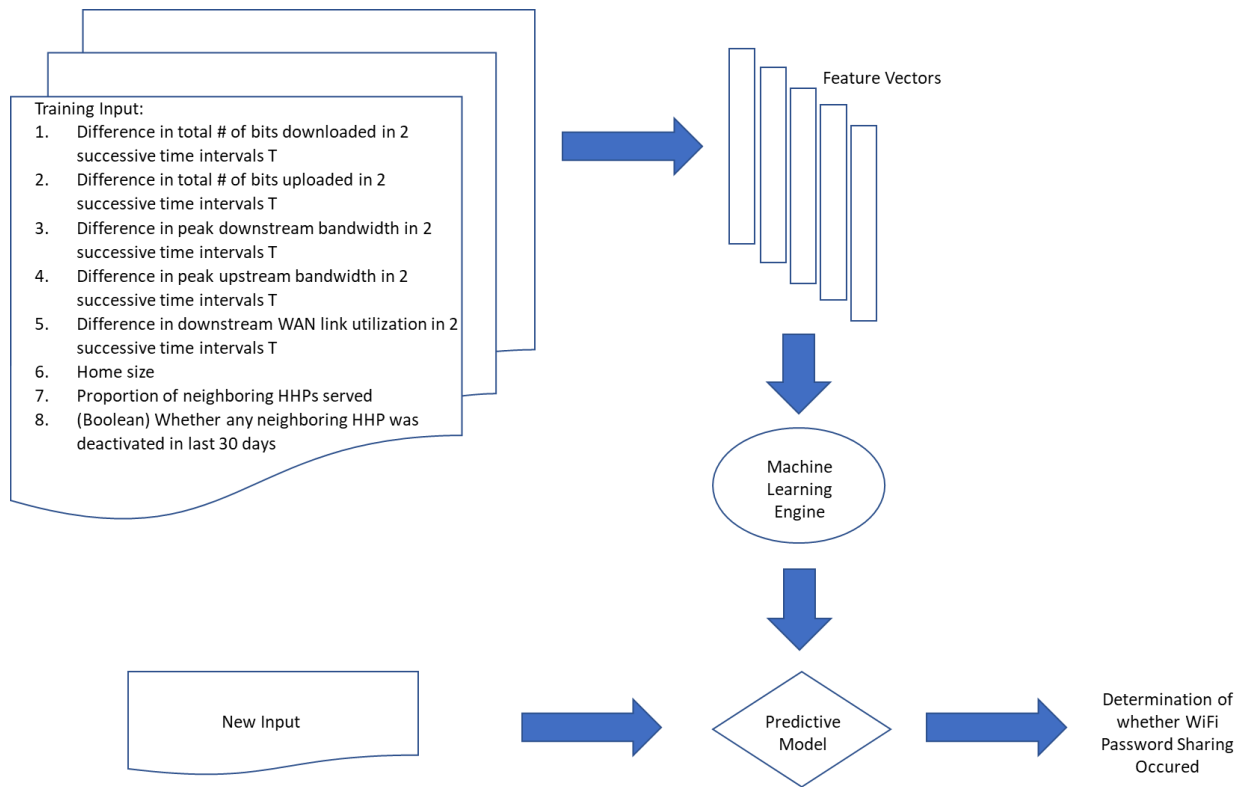 Training Input:
1. Difference in total # of bits downloaded in 2
successive time intervals T
2. Difference in total # of bits uploaded in 2
successive time intervals T
3. Difference in peak downstream bandwidth in 2
successive time intervals T
4. Difference in peak upstream bandwidth in 2
successive time intervals T
5. Difference in downstream WAN link utilization in 2
successive time intervals T
6. Home size
7. Proportion of neighboring HHPs served
8. (Boolean) Whether any neighboring HHP was
deactivated in last 30 days
Feature Vectors
Machine
Learning
Engine
New Input
Predictive
Model
Determination of
whether WiFi
Password Sharing
Occured